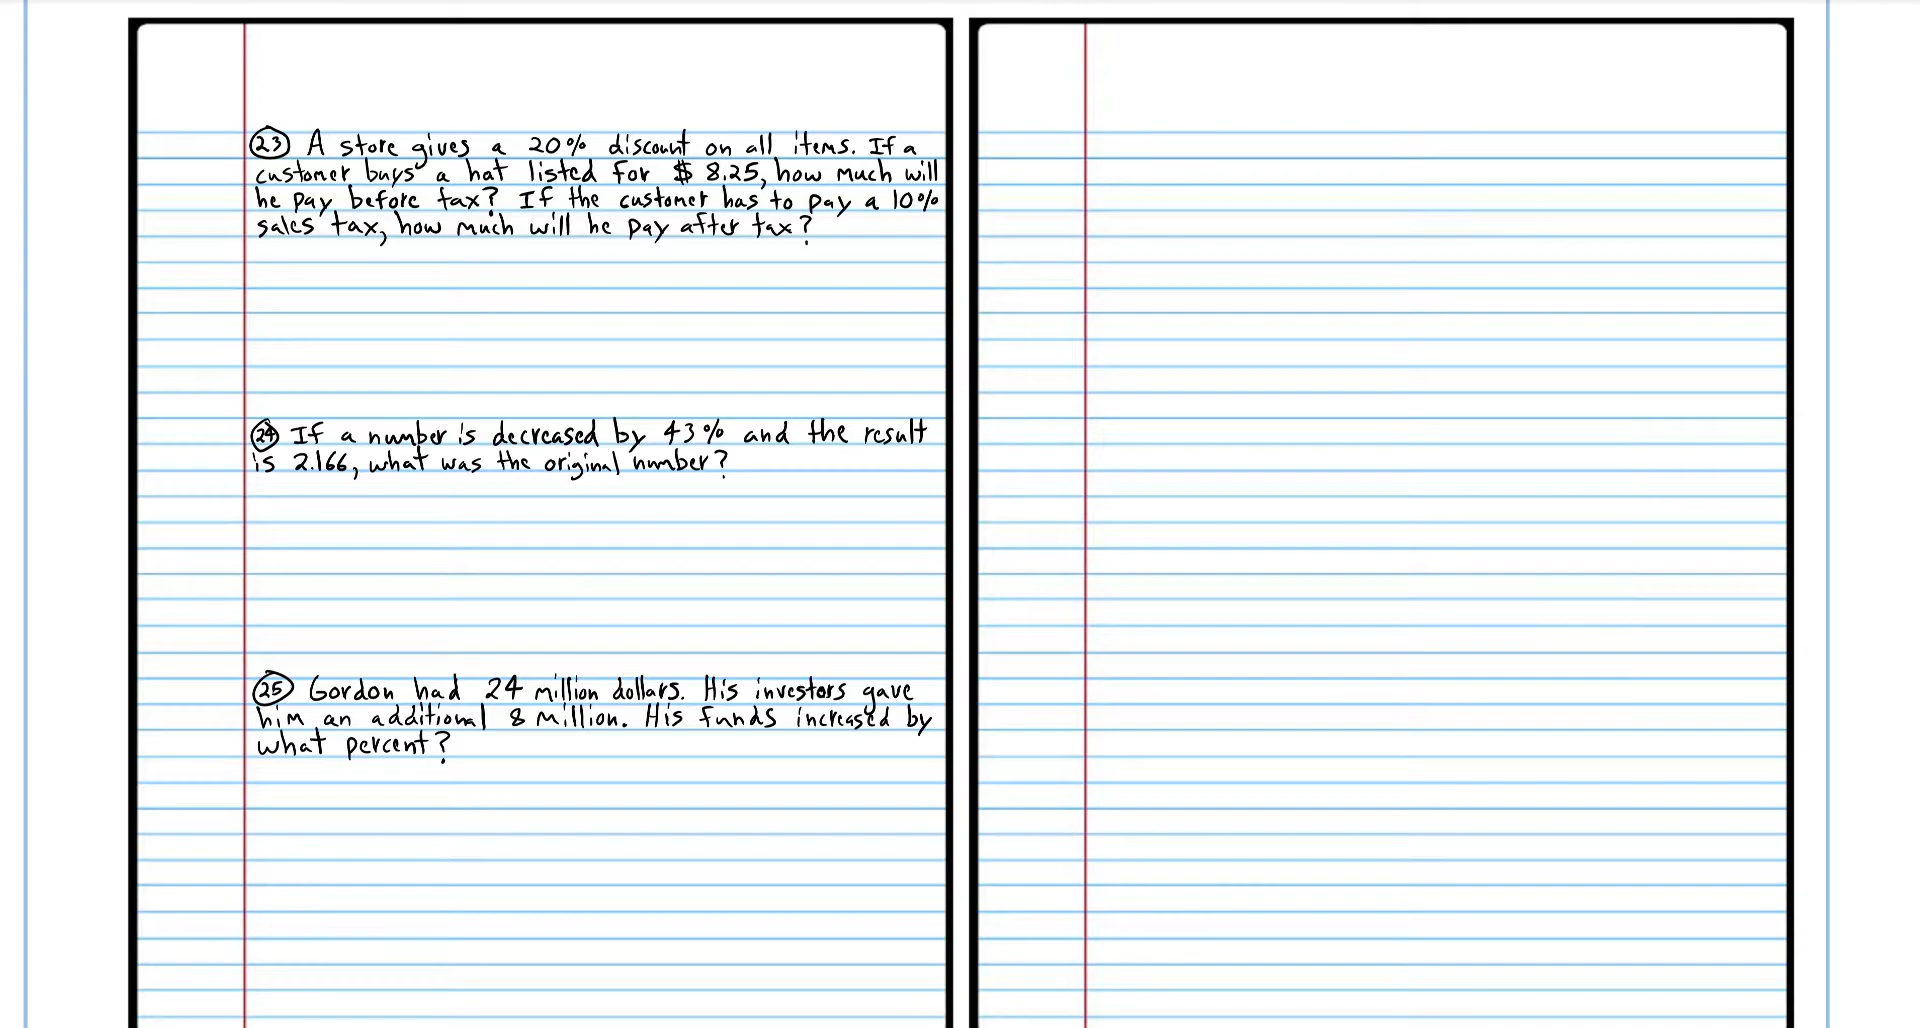 23 A store gives a 20% discount on all items. If a
customer buys a hat listed for $ 8.25, how much will
he pay before tax? If the customer has to pay a 10%
sales tax, how much will he pay after tax?
24 If a number is decreased by 43% and the result
is 2.166, what was the original number?
25 Gordon had 24 million dollars. His investors gave
him an additional 8 million. His funds increased by
what percent?